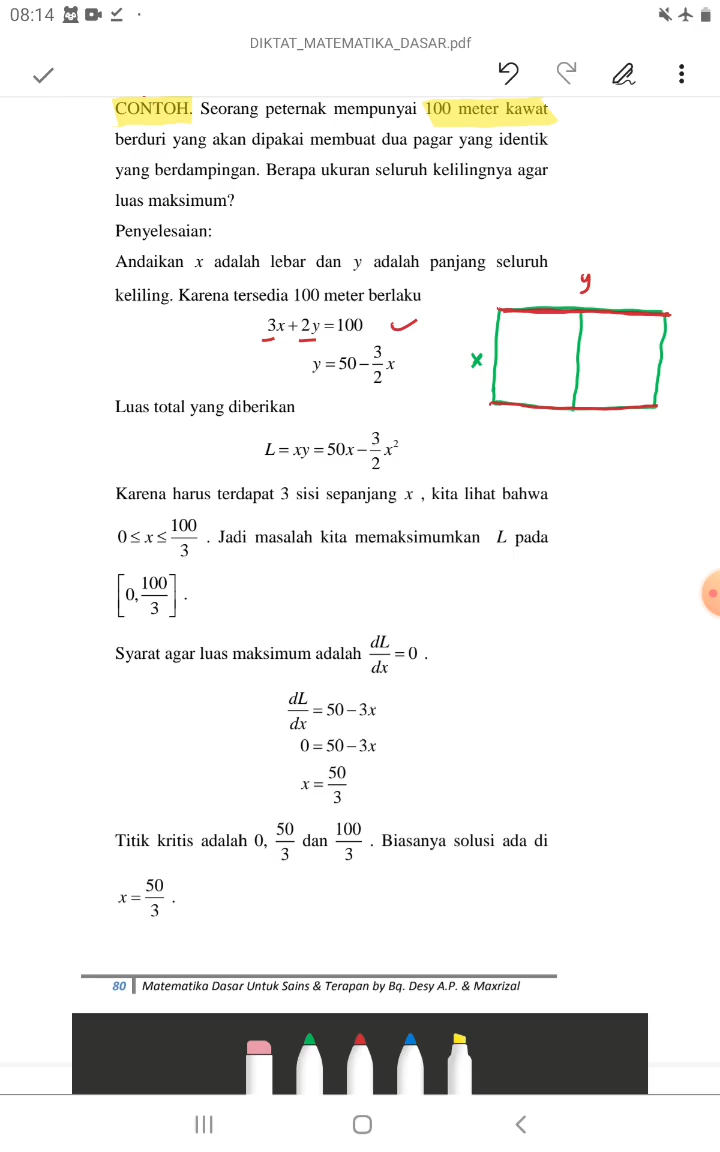 08:14
DIKTAT_MATEMATIKA_DASAR.pdf
CONTOH. Seorang peternak mempunyai 100 meter kawat
berduri yang akan dipakai membuat dua pagar yang identik
yang berdampingan. Berapa ukuran seluruh kelilingnya agar
luas maksimum?
Penyelesaian:
Andaikan x adalah lebar dan y adalah panjang seluruh
keliling. Karena tersedia 100 meter berlaku
3x + 2y = 100
y = 50 − 3/2 x
y
x
Luas total yang diberikan
L = xy = 50x − 3/2 x²
Karena harus terdapat 3 sisi sepanjang x , kita lihat bahwa
0 ≤ x ≤ 100/3 . Jadi masalah kita memaksimumkan L pada
[0, 100/3] .
Syarat agar luas maksimum adalah dL/dx = 0 .
dL/dx = 50 − 3x
0 = 50 − 3x
x = 50/3
Titik kritis adalah 0, 50/3 dan 100/3 . Biasanya solusi ada di
x = 50/3 .
80 | Matematika Dasar Untuk Sains & Terapan by Bq. Desy A.P. & Maxrizal